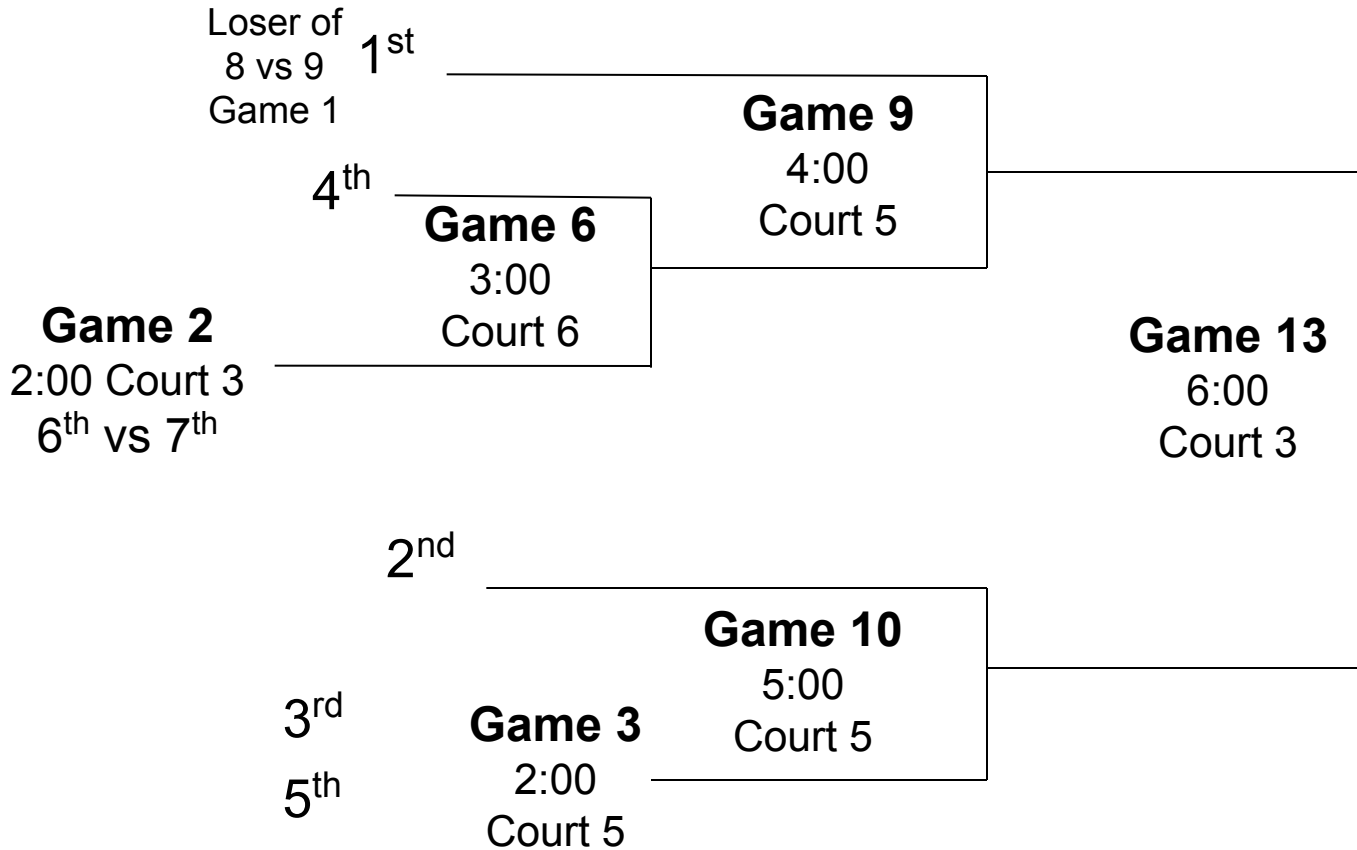 Loser of
8 vs 9
Game 1
1st
Game 9
4:00
Court 5
4th
Game 6
3:00
Court 6
Game 2
2:00 Court 3
6th vs 7th
Game 13
6:00
Court 3
2nd
Game 10
5:00
Court 5
3rd
5th
Game 3
2:00
Court 5